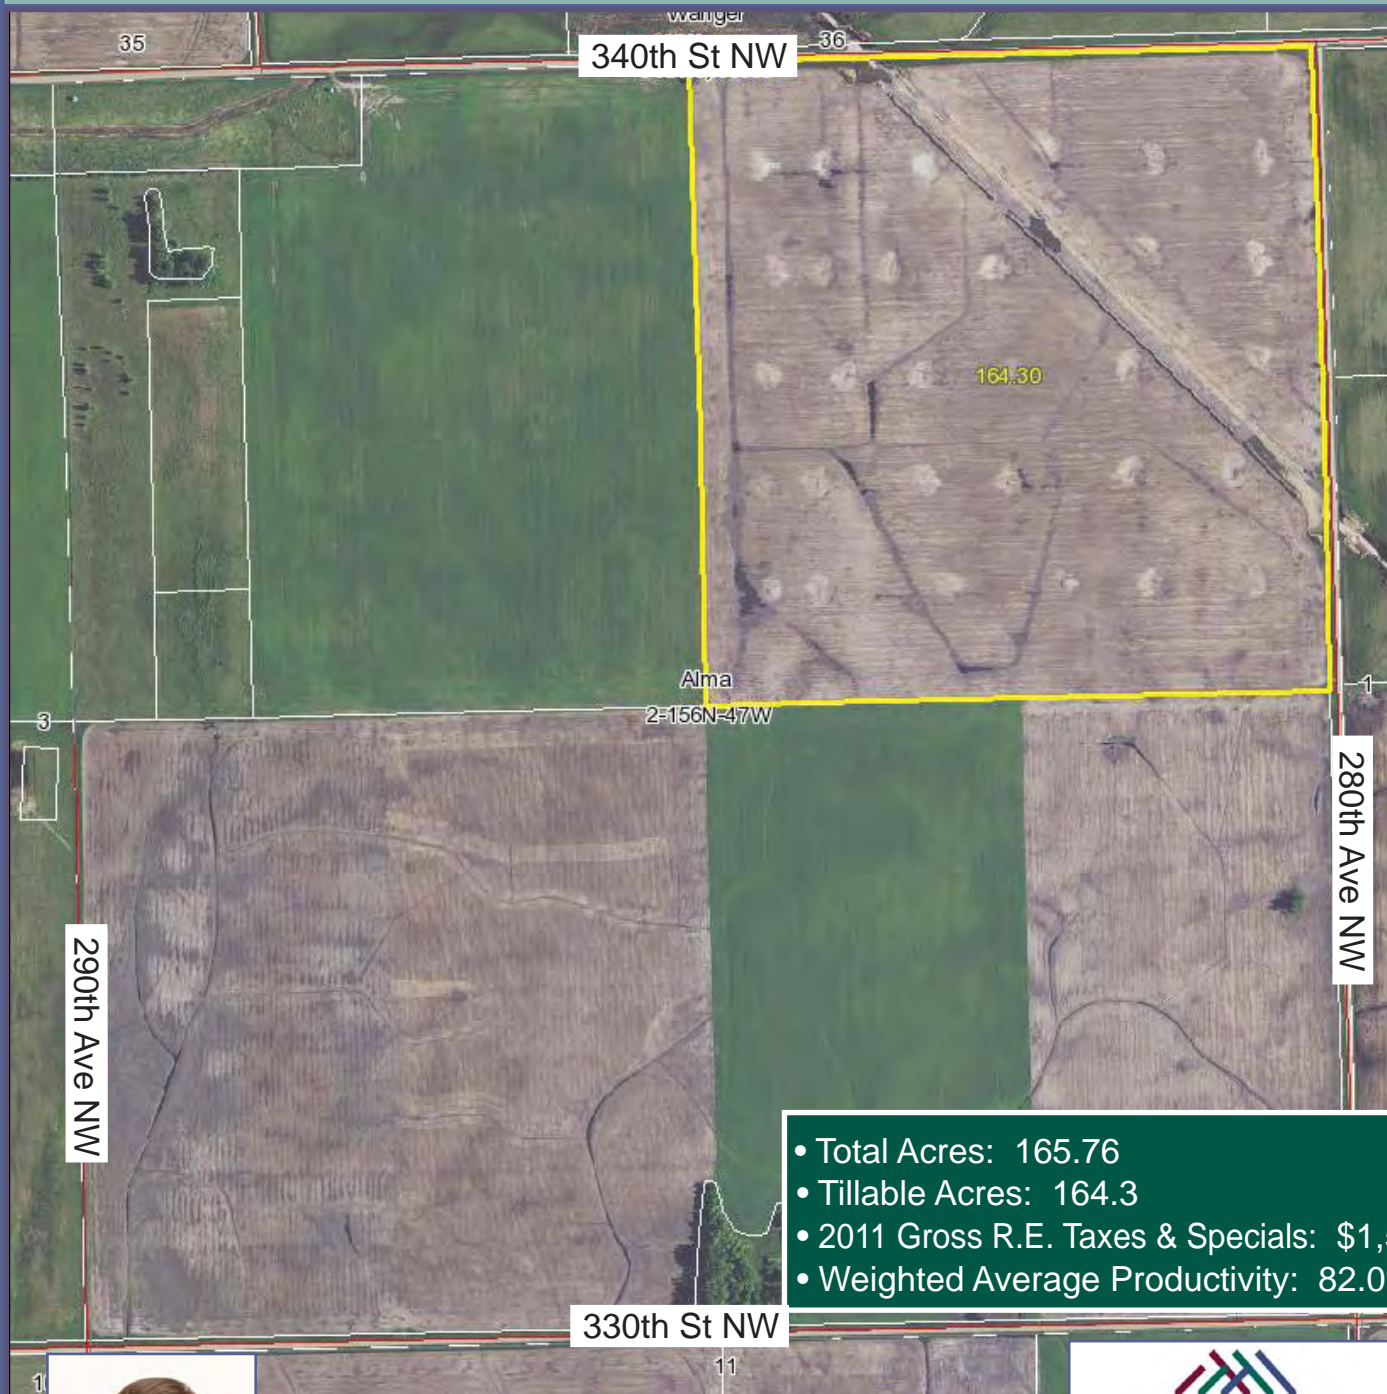 Wanger
35
36
340th St NW
164.30
Alma
2-156N-47W
3
1
280th Ave NW
290th Ave NW
• Total Acres: 165.76
• Tillable Acres: 164.3
• 2011 Gross R.E. Taxes & Specials: $1,
• Weighted Average Productivity: 82.0
330th St NW
11